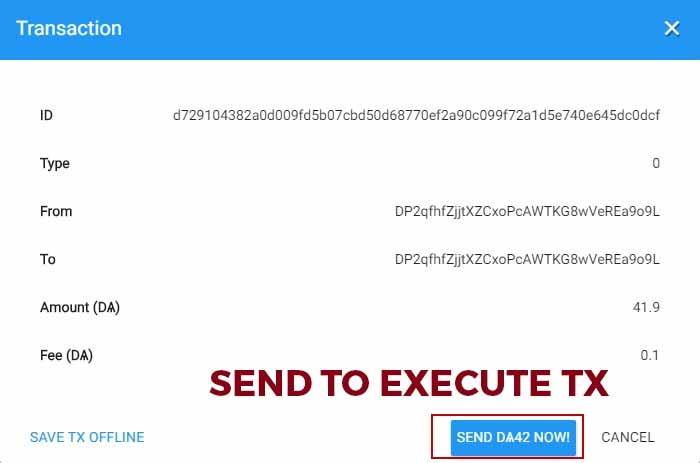 Transaction ×
ID d729104382a0d009fd5b07cbd50d68770ef2a90c099f72a1d5e740e645dc0dcf
Type 0
From DP2qfhfZjjtXZCxoPcAWTKG8wVeREa9o9L
To DP2qfhfZjjtXZCxoPcAWTKG8wVeREa9o9L
Amount (DѦ) 41.9
Fee (DѦ) 0.1
SEND TO EXECUTE TX
SAVE TX OFFLINE SEND DѦ42 NOW! CANCEL